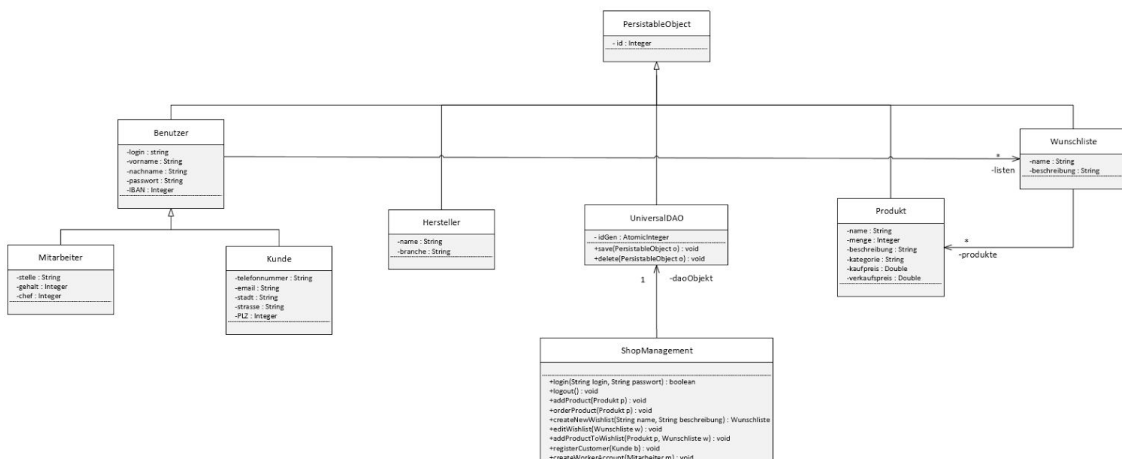 PersistableObject
- id : Integer
Benutzer
-login : string
-vorname : String
-nachname : String
-passwort : String
-IBAN : Integer
*
-listen
Wunschliste
-name : String
-beschreibung : String
Mitarbeiter
-stelle : String
-gehalt : Integer
-chef : Integer
Kunde
-telefonnummer : String
-email : String
-stadt : String
-strasse : String
-PLZ : Integer
Hersteller
-name : String
-branche : String
UniversalDAO
- idGen : AtomicInteger
+save(PersistableObject o) : void
+delete(PersistableObject o) : void
Produkt
-name : String
-menge : Integer
-beschreibung : String
-kategorie : String
-kaufpreis : Double
-verkaufspreis : Double
*
-produkte
1
-daoObjekt
ShopManagement
+login(String login, String passwort) : boolean
+logout() : void
+addProduct(Produkt p) : void
+orderProduct(Produkt p) : void
+createNewWishlist(String name, String beschreibung) : Wunschliste
+editWishlist(Wunschliste w) : void
+addProductToWishlist(Produkt p, Wunschliste w) : void
+registerCustomer(Kunde b) : void
+createWorkerAccount(Mitarbeiter m) : void